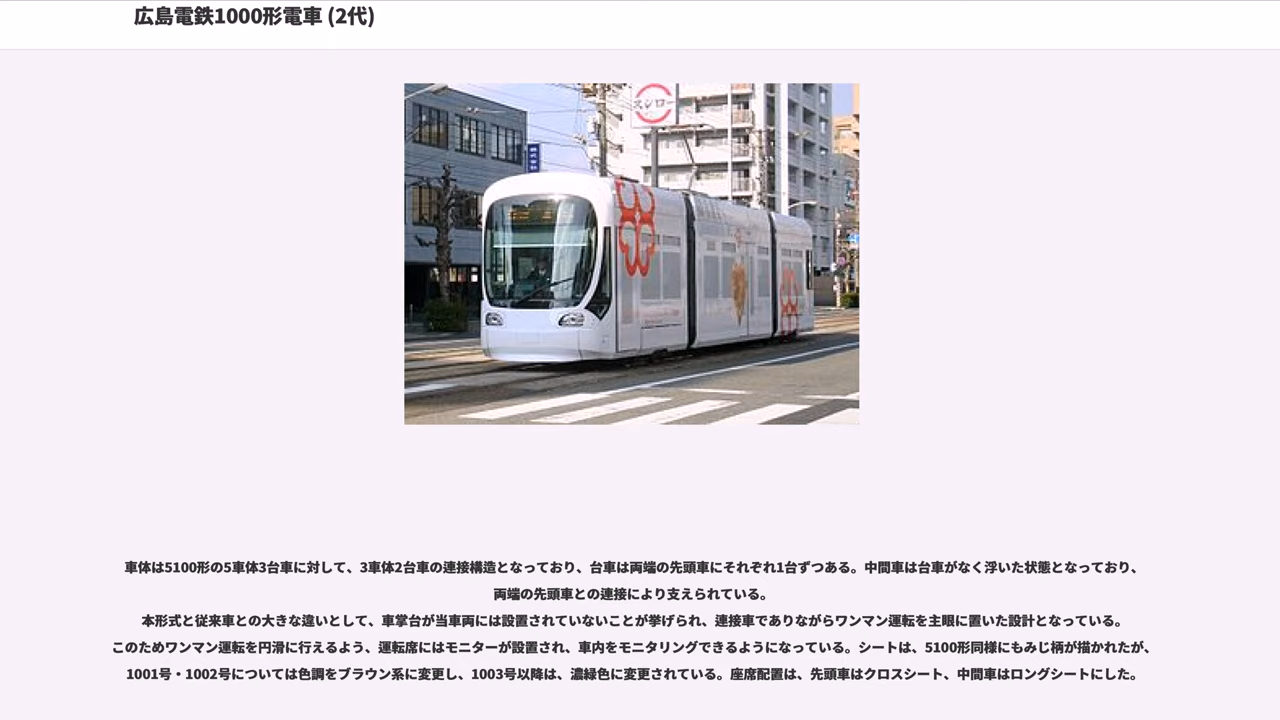 広島電鉄1000形電車 (2代)
スシロー
株式会社
車体は5100形の5車体3台車に対して、3車体2台車の連接構造となっており、台車は両端の先頭車にそれぞれ1台ずつある。中間車は台車がなく浮いた状態となっており、
両端の先頭車との連接により支えられている。
本形式と従来車との大きな違いとして、車掌台が当車両には設置されていないことが挙げられ、連接車でありながらワンマン運転を主眼に置いた設計となっている。
このためワンマン運転を円滑に行えるよう、運転席にはモニターが設置され、車内をモニタリングできるようになっている。シートは、5100形同様にもみじ柄が描かれたが、
1001号・1002号については色調をブラウン系に変更し、1003号以降は、濃緑色に変更されている。座席配置は、先頭車はクロスシート、中間車はロングシートにした。